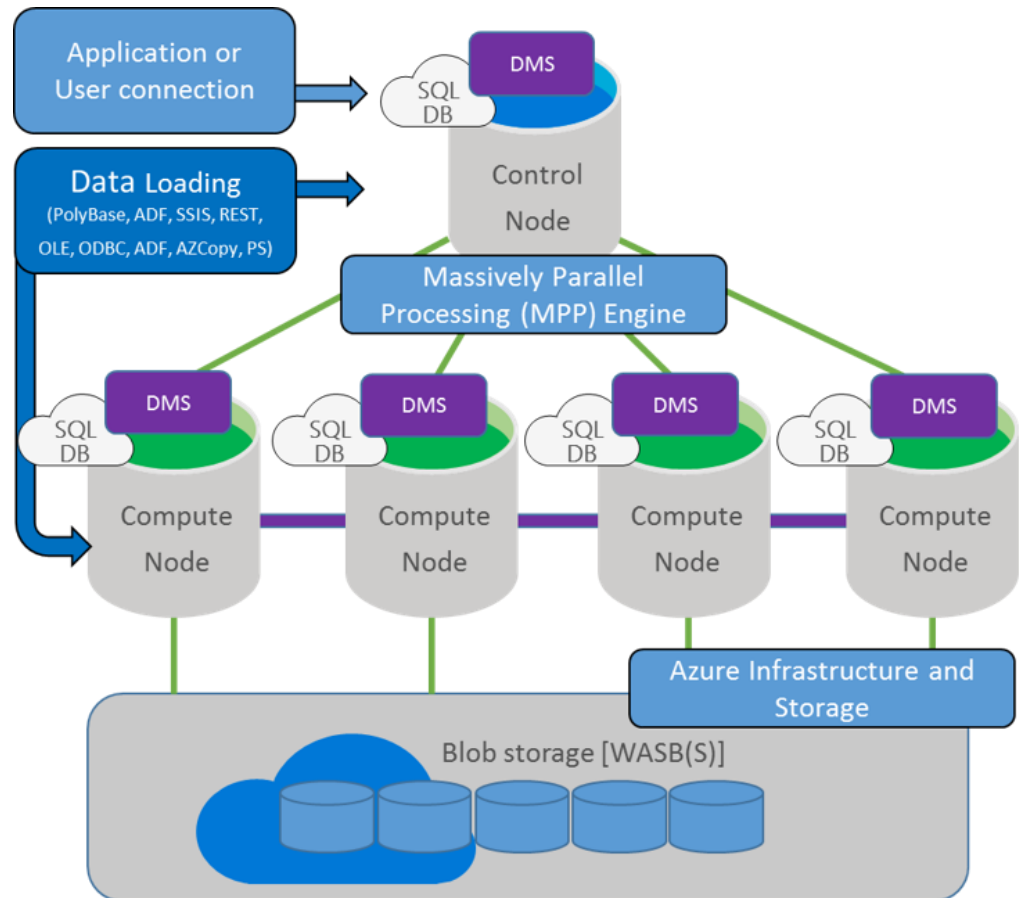 Application or
User connection
DMS
SQL
DB
Control
Node
Data Loading
(PolyBase, ADF, SSIS, REST,
OLE, ODBC, ADF, AZCopy, PS)
Massively Parallel
Processing (MPP) Engine
DMS
SQL
DB
Compute
Node
DMS
SQL
DB
Compute
Node
DMS
SQL
DB
Compute
Node
DMS
SQL
DB
Compute
Node
Azure Infrastructure and
Storage
Blob storage [WASB(S)]